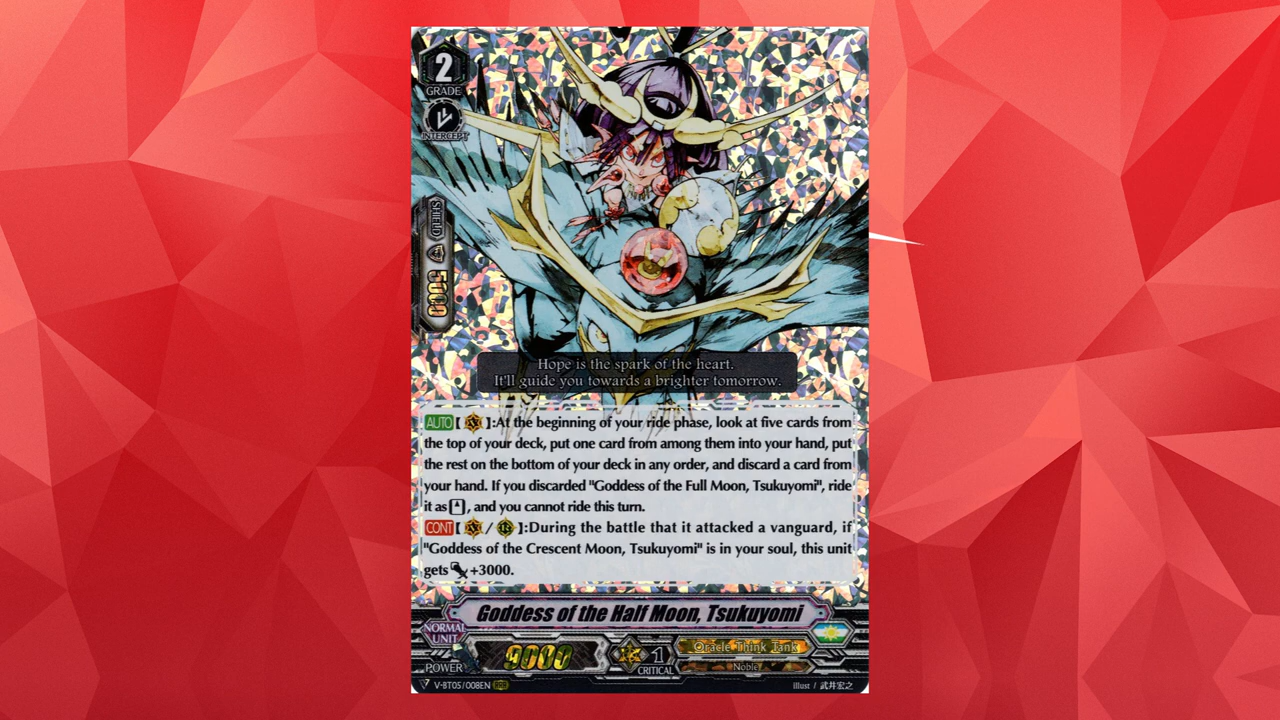 2
GRADE
INTERCEPT
SHIELD
5000
Hope is the spark of the heart.
It'll guide you towards a brighter tomorrow.
AUTO【 】:At the beginning of your ride phase, look at five cards from
the top of your deck, put one card from among them into your hand, put
the rest on the bottom of your deck in any order, and discard a card from
your hand. If you discarded "Goddess of the Full Moon, Tsukuyomi", ride
it as , and you cannot ride this turn.
CONT【 V / R 】:During the battle that it attacked a vanguard, if
"Goddess of the Crescent Moon, Tsukuyomi" is in your soul, this unit
gets +3000.
Goddess of the Half Moon, Tsukuyomi
NORMAL
UNIT
POWER 9000
1
CRITICAL
Oracle Think Tank
Noble
V-BT05/008EN RRR
Illust / 武井宏之